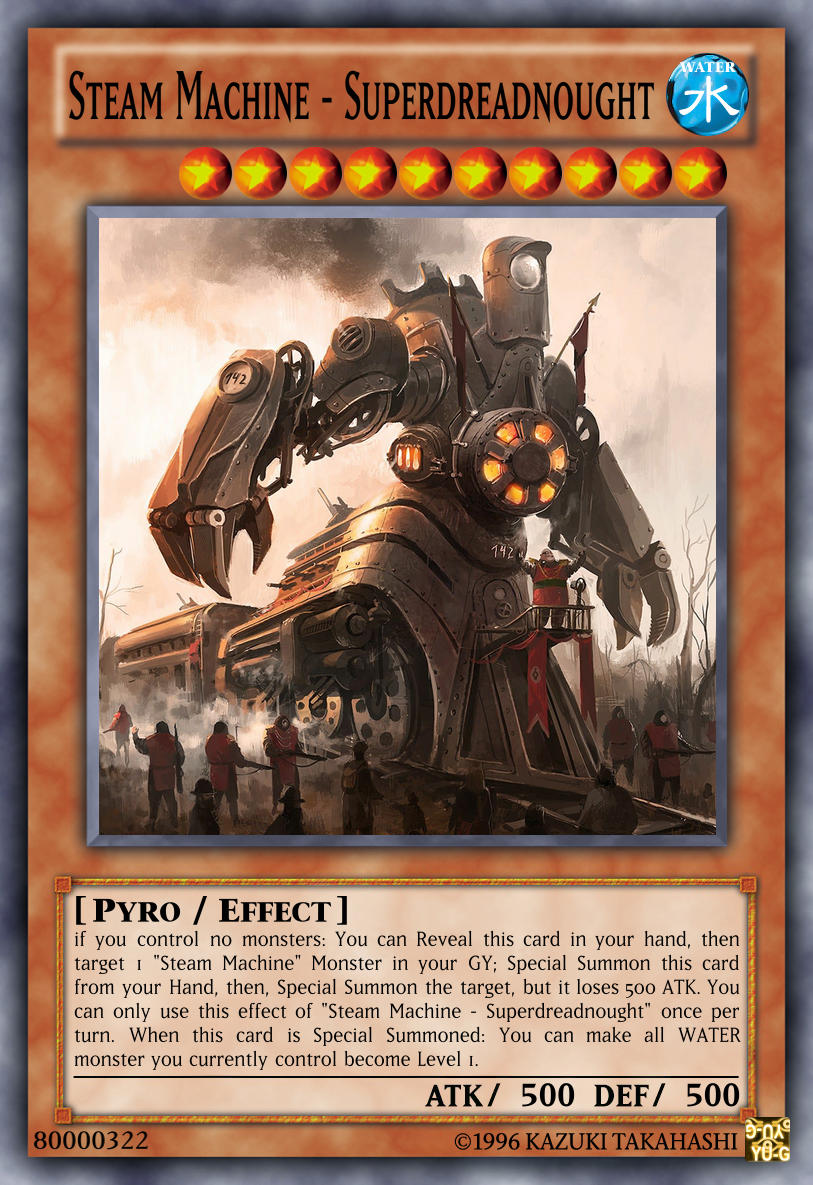 Steam Machine - Superdreadnought
WATER
水
142
142
[ Pyro / Effect ]
if you control no monsters: You can Reveal this card in your hand, then
target 1 "Steam Machine" Monster in your GY; Special Summon this card
from your Hand, then, Special Summon the target, but it loses 500 ATK. You
can only use this effect of "Steam Machine - Superdreadnought" once per
turn. When this card is Special Summoned: You can make all WATER
monster you currently control become Level 1.
ATK/ 500 DEF/ 500
80000322
©1996 KAZUKI TAKAHASHI